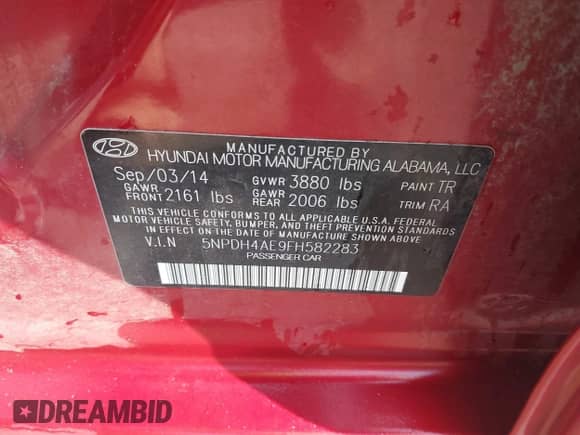 MANUFACTURED BY
HYUNDAI MOTOR MANUFACTURING ALABAMA, LLC
Sep/03/14 GVWR 3880 lbs PAINT TR
GAWR FRONT 2161 lbs GAWR REAR 2006 lbs TRIM RA
THIS VEHICLE CONFORMS TO ALL APPLICABLE U.S.A. FEDERAL
MOTOR VEHICLE SAFETY, BUMPER, AND THEFT PREVENTION STANDARDS
IN EFFECT ON THE DATE OF MANUFACTURE SHOWN ABOVE.
V.I.N 5NPDH4AE9FH582283
PASSENGER CAR
DREAMBID